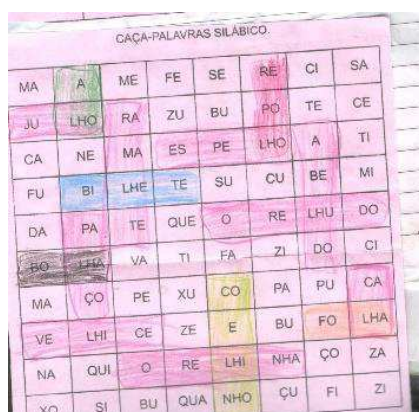 CAÇA-PALAVRAS SILÁBICO.
MA A ME FE SE RE CI SA
JU LHO RA ZU BU PO TE CE
CA NE MA ES PE LHO A TI
FU BI LHE TE SU CU BE MI
DA PA TE QUE O RE LHU DO
BO LHA VA TI FA ZI DO CI
MA ÇO PE XU CO PA PU CA
VE LHI CE ZE E BU FO LHA
NA QUI O RE LHI NHA ÇO ZA
XO SI BU QUA NHO ÇU FI ZI